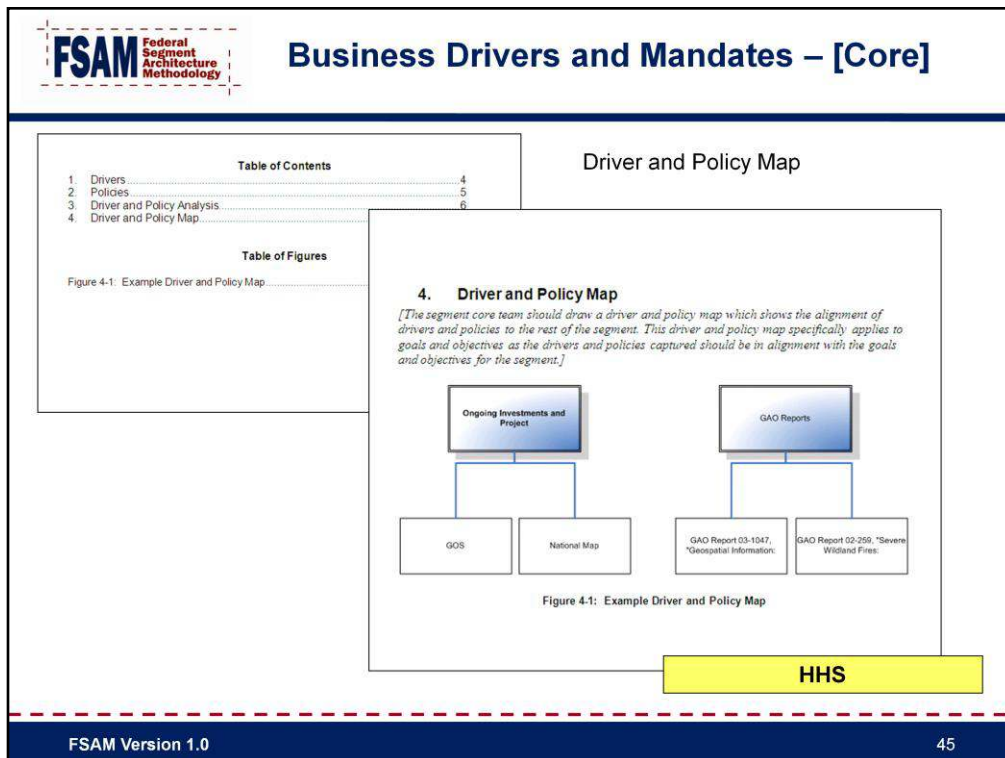 FSAM Federal
Segment
Architecture
Methodology
Business Drivers and Mandates – [Core]
Driver and Policy Map
Table of Contents
1. Drivers 4
2. Policies 5
3. Driver and Policy Analysis 6
4. Driver and Policy Map
Table of Figures
Figure 4-1: Example Driver and Policy Map
4. Driver and Policy Map
[The segment core team should draw a driver and policy map which shows the alignment of
drivers and policies to the rest of the segment. This driver and policy map specifically applies to
goals and objectives as the drivers and policies captured should be in alignment with the goals
and objectives for the segment.]
Ongoing Investments and
Project
GAO Reports
GOS
National Map
GAO Report 03-1047,
"Geospatial Information:
GAO Report 02-259, "Severe
Wildland Fires:
Figure 4-1: Example Driver and Policy Map
HHS
FSAM Version 1.0
45